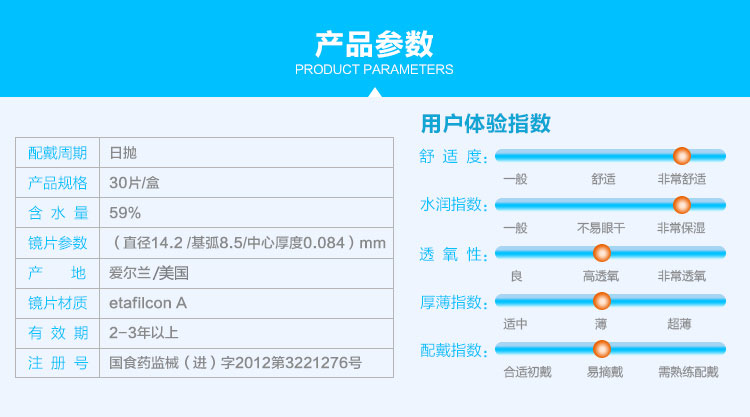 产品参数
PRODUCT PARAMETERS
配戴周期 日抛
产品规格 30片/盒
含水量 59%
镜片参数 （直径14.2 /基弧8.5/中心厚度0.084）mm
产地 爱尔兰/美国
镜片材质 etafilcon A
有效期 2-3年以上
注册号 国食药监械（进）字2012第3221276号
用户体验指数
舒适度：
一般 舒适 非常舒适
水润指数：
一般 不易眼干 非常保湿
透氧性：
良 高透氧 非常透氧
厚薄指数：
适中 薄 超薄
配戴指数：
合适初戴 易摘戴 需熟练配戴